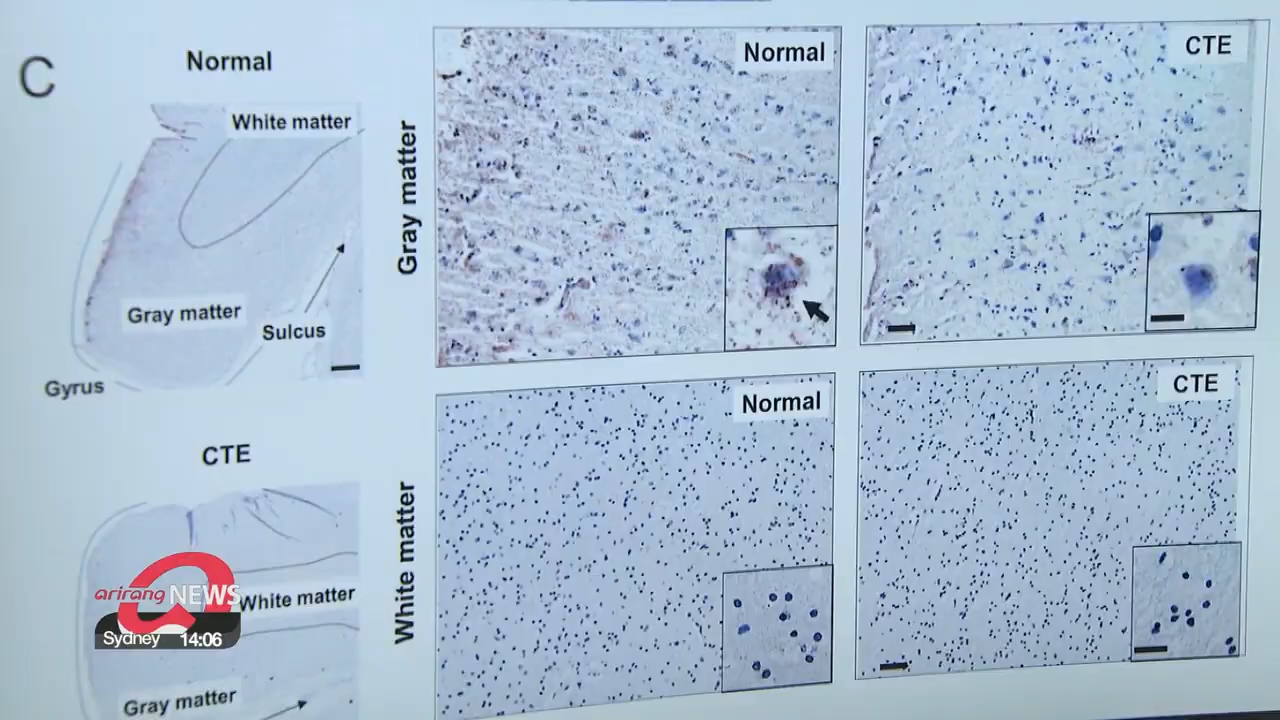 C
Normal
White matter
Gray matter
Sulcus
Gyrus
CTE
White matter
Gray matter
Gray matter
Normal
CTE
White matter
Normal
CTE
arirang NEWS
Sydney 14:06